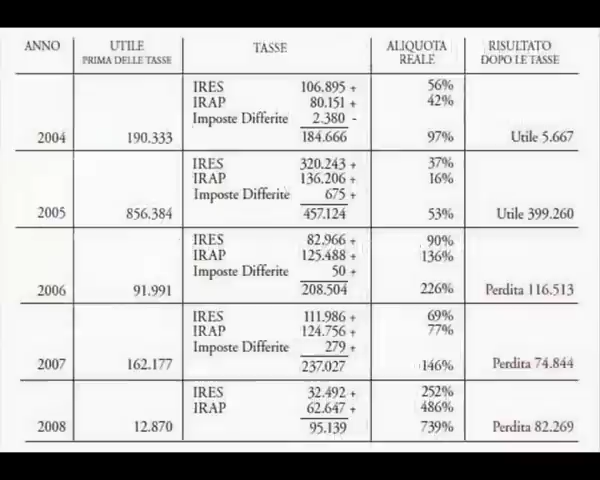 ANNO UTILE TASSE ALIQUOTA RISULTATO
PRIMA DELLE TASSE REALE DOPO LE TASSE
IRES 106.895 + 56%
IRAP 80.151 + 42%
Imposte Differite 2.380 -
2004 190.333 184.666 97% Utile 5.667
IRES 320.243 + 37%
IRAP 136.206 + 16%
Imposte Differite 675 +
2005 856.384 457.124 53% Utile 399.260
IRES 82.966 + 90%
IRAP 125.488 + 136%
Imposte Differite 50 +
2006 91.991 208.504 226% Perdita 116.513
IRES 111.986 + 69%
IRAP 124.756 + 77%
Imposte Differite 279 +
2007 162.177 237.027 146% Perdita 74.844
IRES 32.492 + 252%
IRAP 62.647 + 486%
2008 12.870 95.139 739% Perdita 82.269